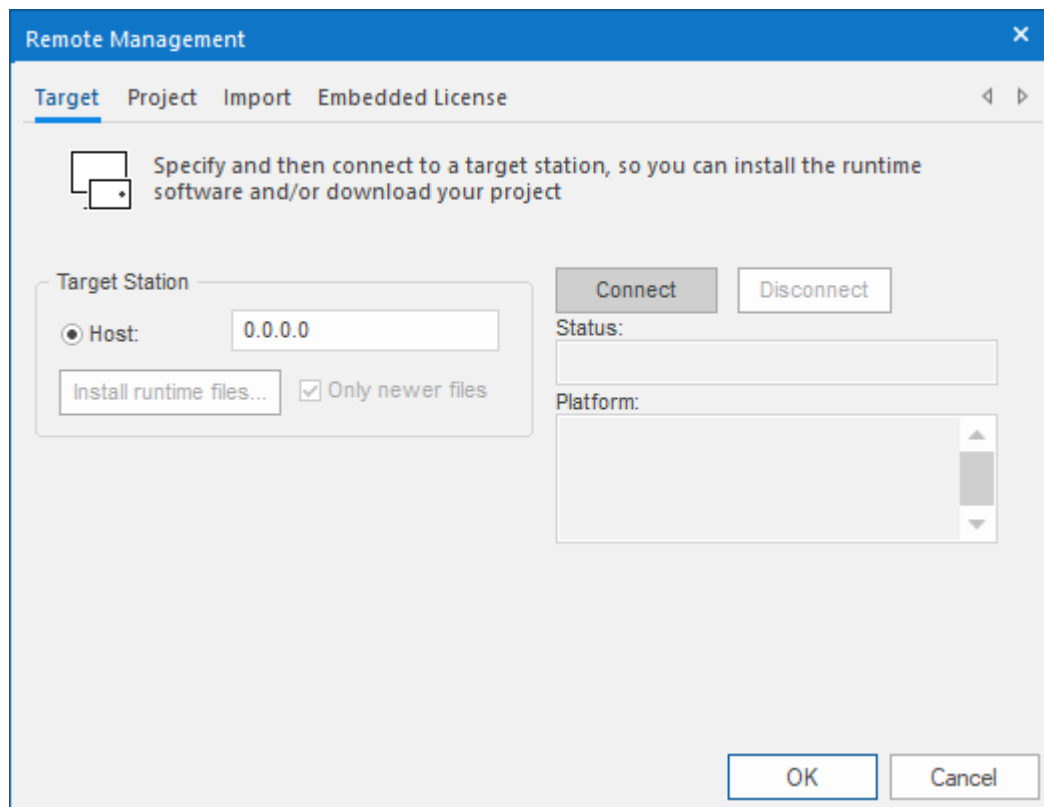 Remote Management
Target Project Import Embedded License
Specify and then connect to a target station, so you can install the runtime
software and/or download your project
Target Station
Host: 0.0.0.0
Install runtime files... Only newer files
Connect Disconnect
Status:
Platform:
OK Cancel